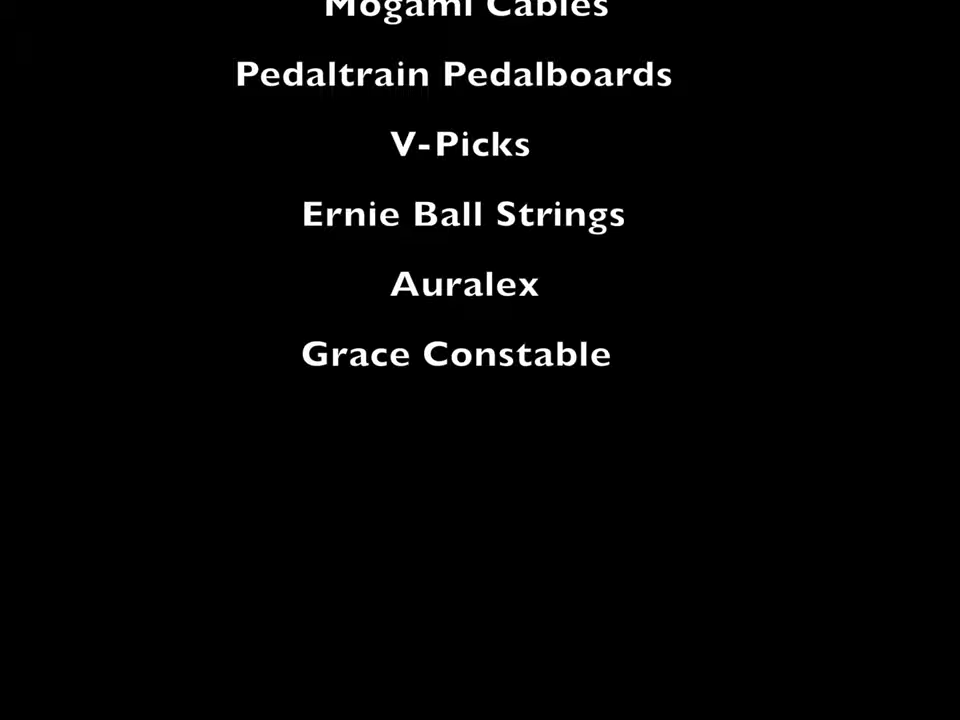 Mogami Cables
Pedaltrain Pedalboards
V-Picks
Ernie Ball Strings
Auralex
Grace Constable